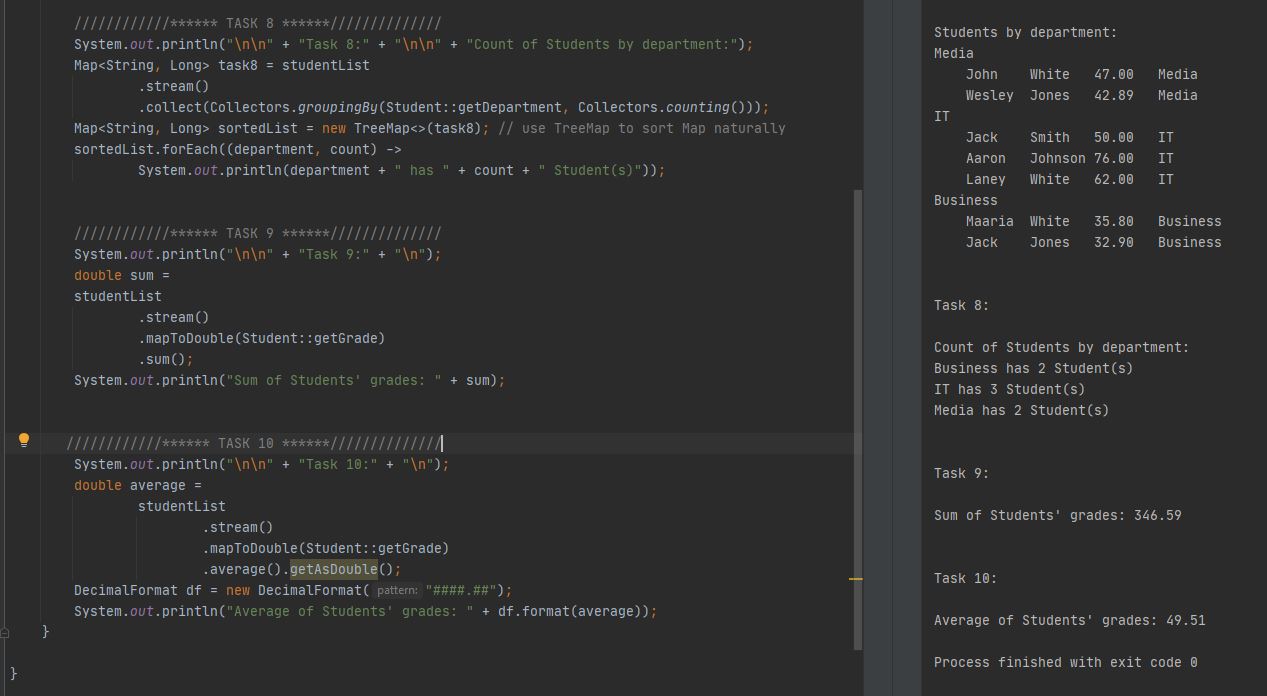 ////////////****** TASK 8 ******//////////////
System.out.println("\n\n" + "Task 8:" + "\n\n" + "Count of Students by department:");
Map<String, Long> task8 = studentList
.stream()
.collect(Collectors.groupingBy(Student::getDepartment, Collectors.counting()));
Map<String, Long> sortedList = new TreeMap<>(task8); // use TreeMap to sort Map naturally
sortedList.forEach((department, count) ->
System.out.println(department + " has " + count + " Student(s)"));
////////////****** TASK 9 ******//////////////
System.out.println("\n\n" + "Task 9:" + "\n");
double sum =
studentList
.stream()
.mapToDouble(Student::getGrade)
.sum();
System.out.println("Sum of Students' grades: " + sum);
////////////****** TASK 10 ******//////////////
System.out.println("\n\n" + "Task 10:" + "\n");
double average =
studentList
.stream()
.mapToDouble(Student::getGrade)
.average().getAsDouble();
DecimalFormat df = new DecimalFormat( pattern: "####.##");
System.out.println("Average of Students' grades: " + df.format(average));
}
}
Students by department:
Media
John White 47.00 Media
Wesley Jones 42.89 Media
IT
Jack Smith 50.00 IT
Aaron Johnson 76.00 IT
Laney White 62.00 IT
Business
Maaria White 35.80 Business
Jack Jones 32.90 Business
Task 8:
Count of Students by department:
Business has 2 Student(s)
IT has 3 Student(s)
Media has 2 Student(s)
Task 9:
Sum of Students' grades: 346.59
Task 10:
Average of Students' grades: 49.51
Process finished with exit code 0